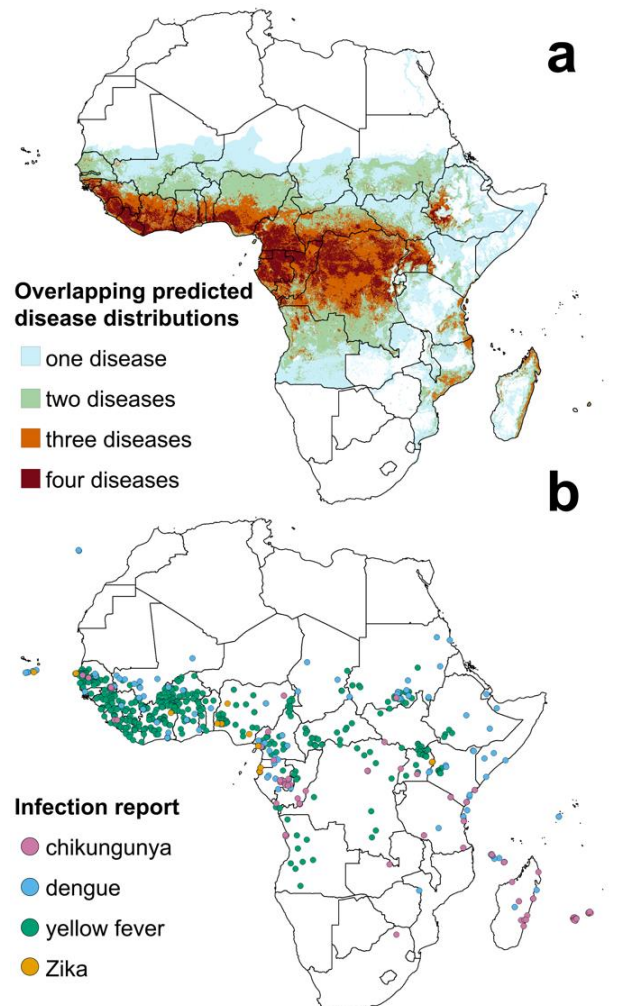 a
Overlapping predicted
disease distributions
one disease
two diseases
three diseases
four diseases
b
Infection report
chikungunya
dengue
yellow fever
Zika